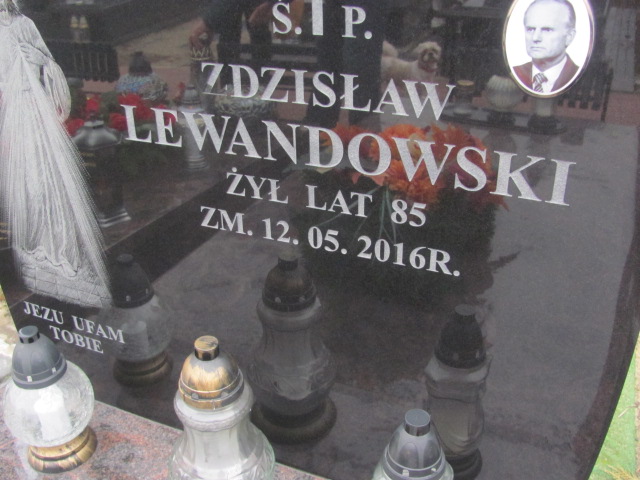 Ś. P.
ZDZISŁAW
LEWANDOWSKI
ŻYŁ LAT 85
ZM. 12. 05. 2016R.
JEZU UFAM
TOBIE